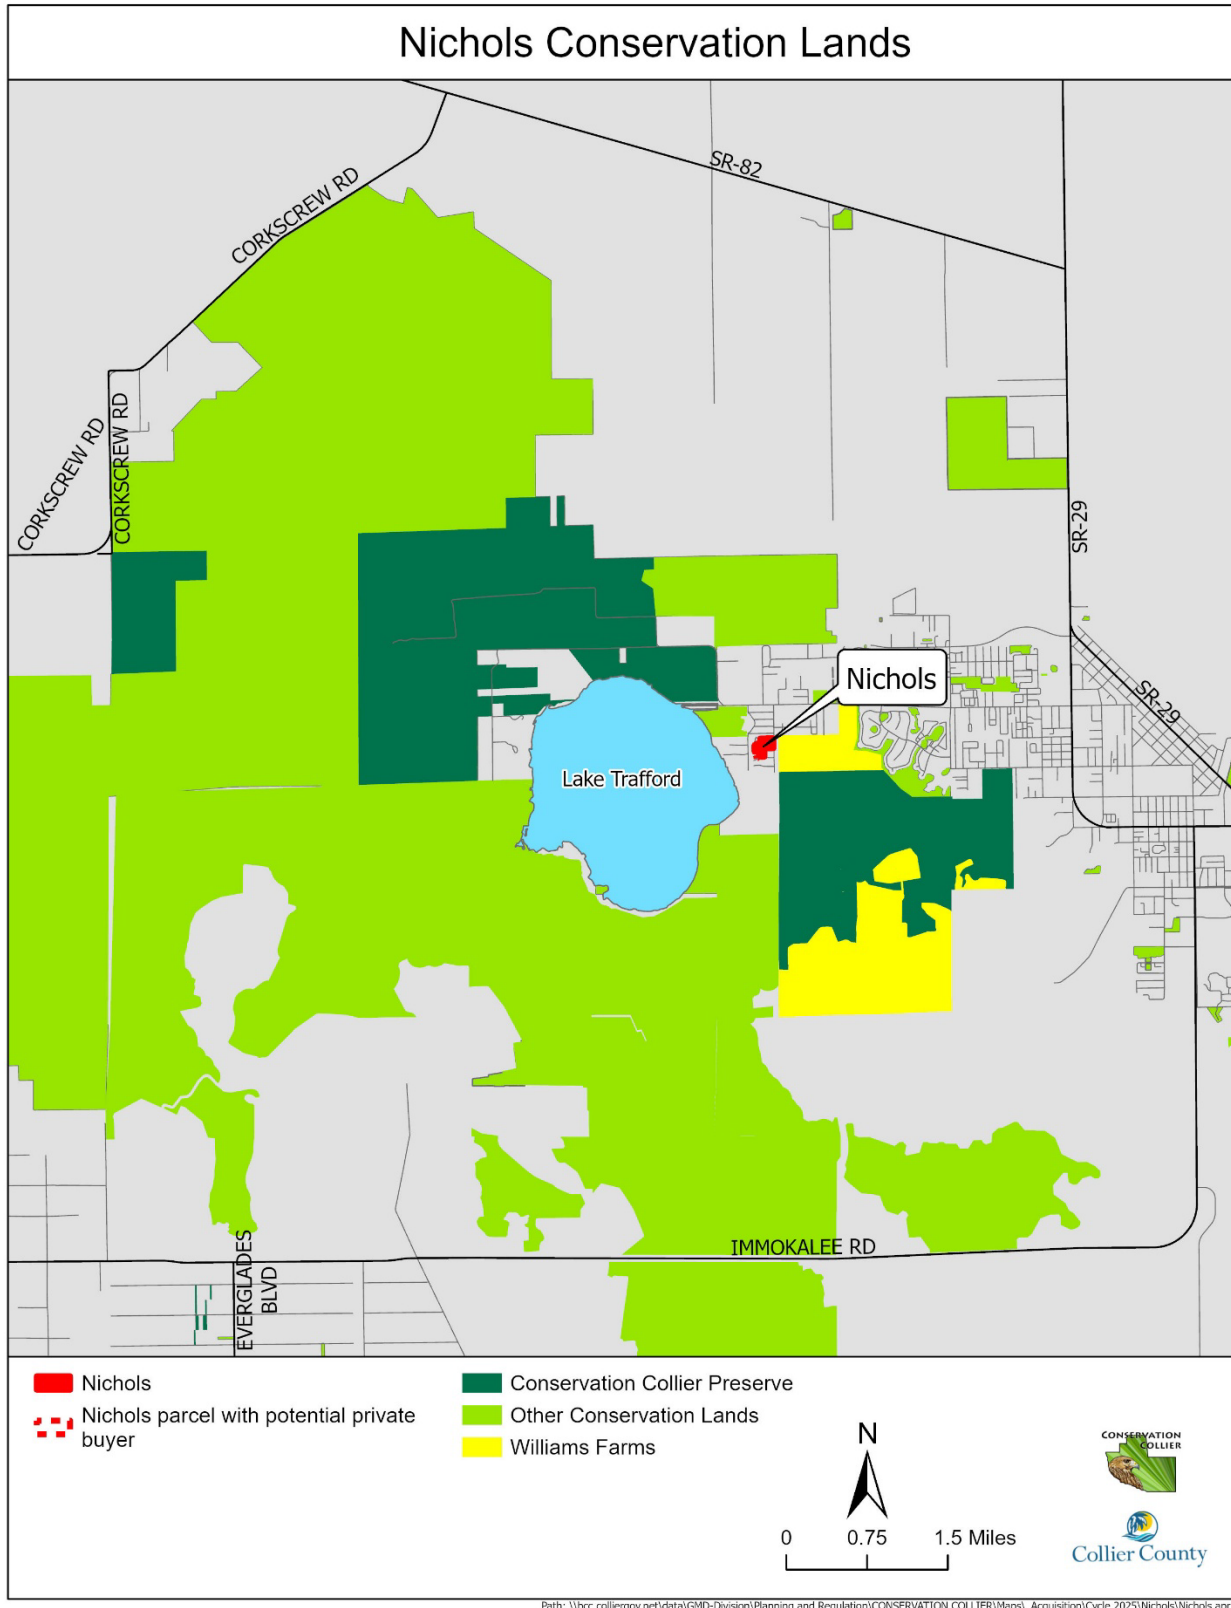 Nichols Conservation Lands
SR-82
CORKSCREW RD
CORKSCREW RD
CORKSCREW RD
SR-29
Nichols
SR-29
Lake Trafford
IMMOKALEE RD
EVERGLADES
BLVD
Nichols
Nichols parcel with potential private
buyer
Conservation Collier Preserve
Other Conservation Lands
Williams Farms
N
0 0.75 1.5 Miles
CONSERVATION
COLLIER
Collier County